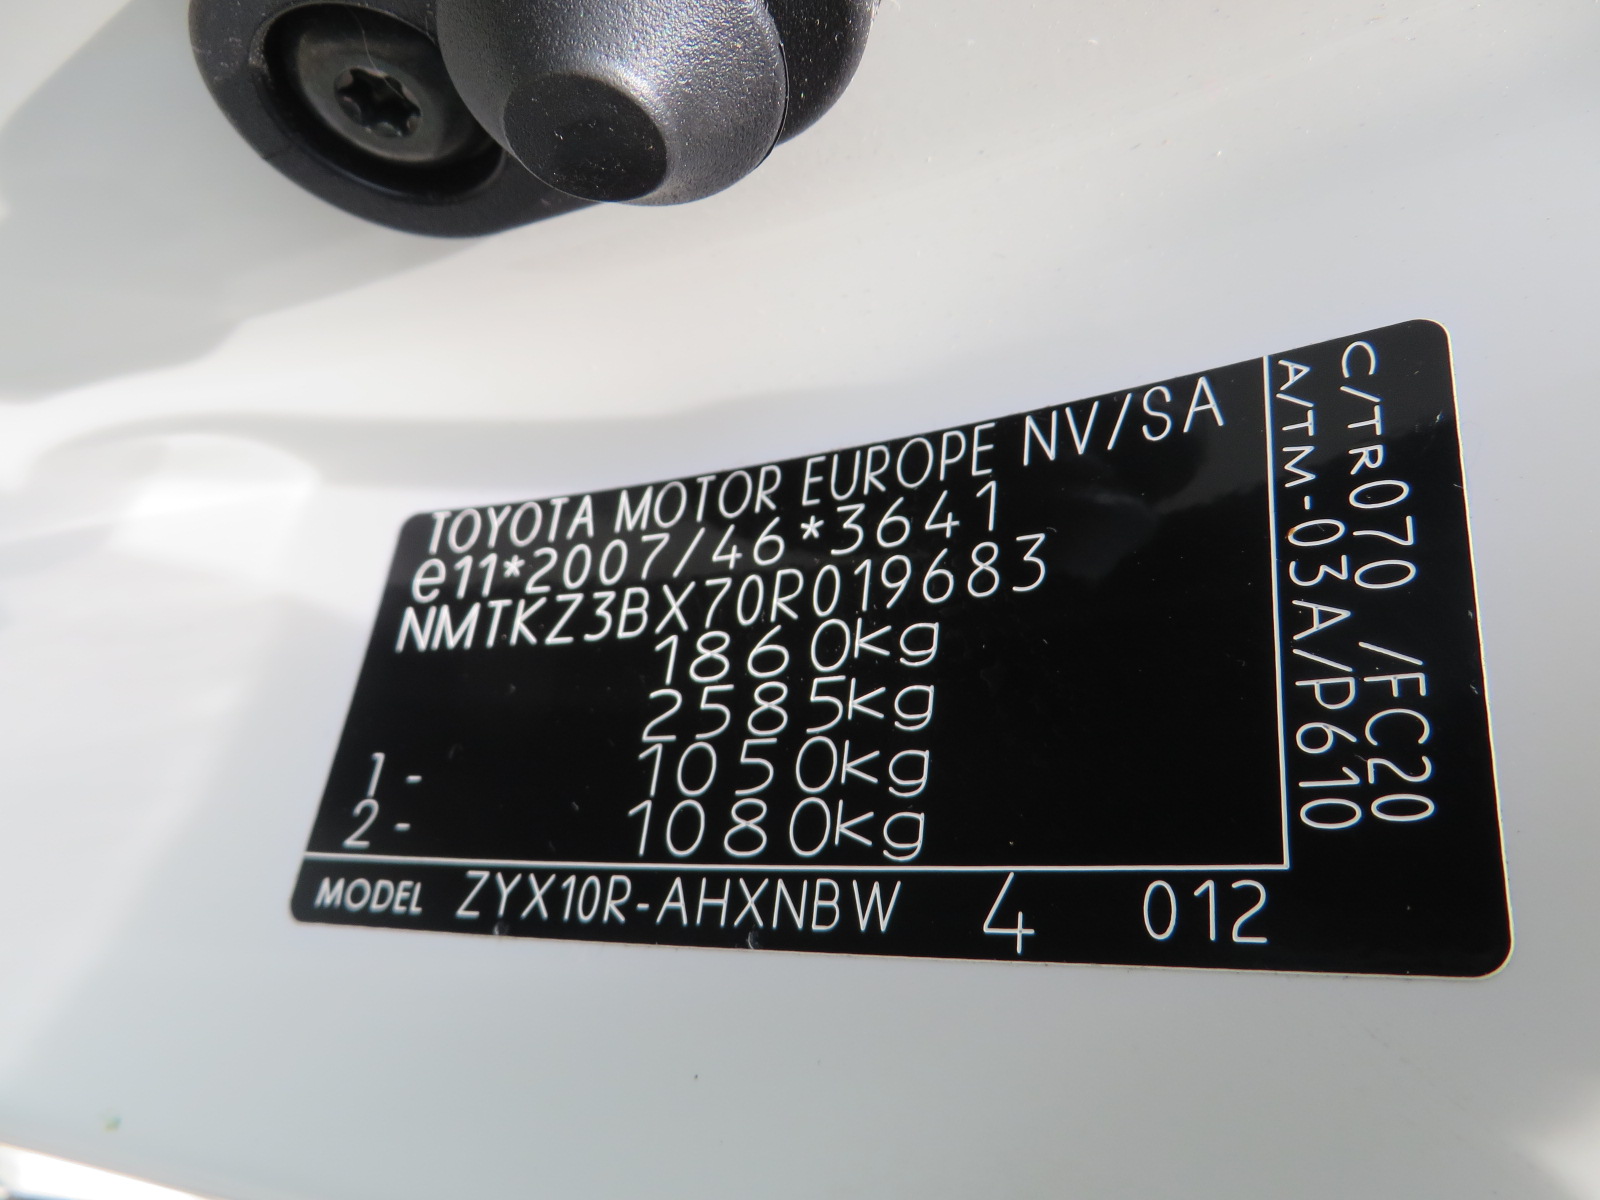 TOYOTA MOTOR EUROPE NV/SA
e11*2007/46*3641
NMTKZ3BX70R019683
1860kg
2585kg
1- 1050kg
2- 1080kg
MODEL ZYX10R-AHXNBW 4 012
C/TR070 /FC20
A/TM-03A/P610